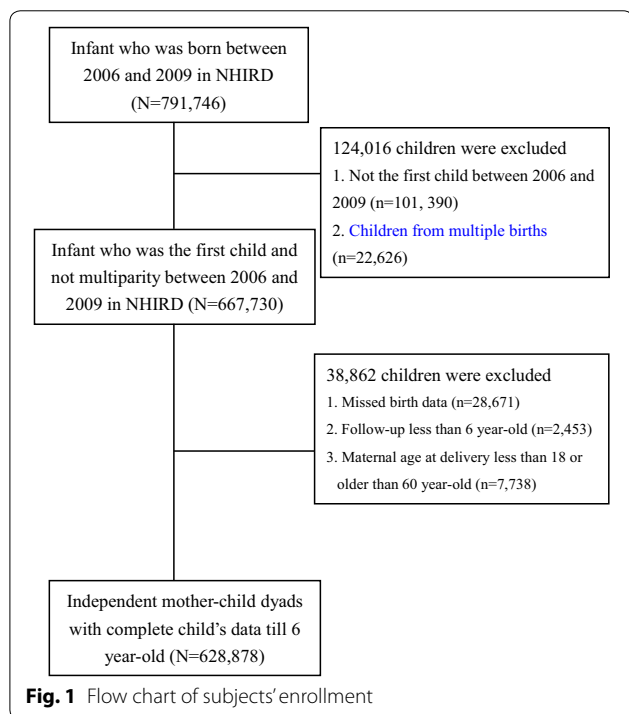 Infant who was born between
2006 and 2009 in NHIRD
(N=791,746)
124,016 children were excluded
1. Not the first child between 2006 and
2009 (n=101, 390)
2. Children from multiple births
(n=22,626)
Infant who was the first child and
not multiparity between 2006 and
2009 in NHIRD (N=667,730)
38,862 children were excluded
1. Missed birth data (n=28,671)
2. Follow-up less than 6 year-old (n=2,453)
3. Maternal age at delivery less than 18 or
older than 60 year-old (n=7,738)
Independent mother-child dyads
with complete child’s data till 6
year-old (N=628,878)
Fig. 1 Flow chart of subjects’ enrollment